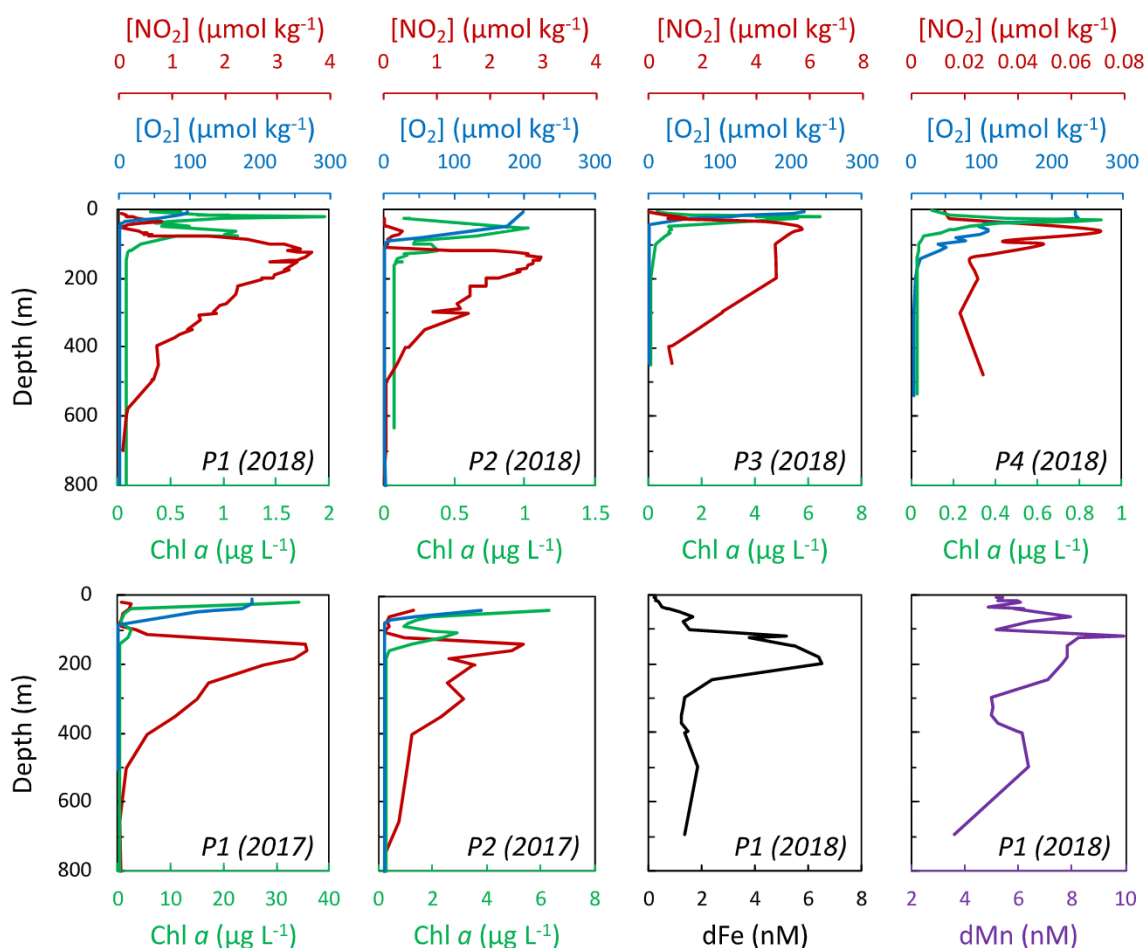 [NO2] (µmol kg-1) [NO2] (µmol kg-1) [NO2] (µmol kg-1) [NO2] (µmol kg-1)
0 1 2 3 4 0 1 2 3 4 0 2 4 6 8 0 0.02 0.04 0.06 0.08
[O2] (µmol kg-1) [O2] (µmol kg-1) [O2] (µmol kg-1) [O2] (µmol kg-1)
0 100 200 300 0 100 200 300 0 100 200 300 0 100 200 300
0
200
400
600
800
Depth (m)
P1 (2018) P2 (2018) P3 (2018) P4 (2018)
0 0.5 1 1.5 2 0 0.5 1 1.5 0 2 4 6 8 0 0.2 0.4 0.6 0.8 1
Chl a (µg L-1) Chl a (µg L-1) Chl a (µg L-1) Chl a (µg L-1)
0
200
400
600
800
Depth (m)
P1 (2017) P2 (2017) P1 (2018) P1 (2018)
0 10 20 30 40 0 2 4 6 8 0 2 4 6 8 2 4 6 8 10
Chl a (µg L-1) Chl a (µg L-1) dFe (nM) dMn (nM)